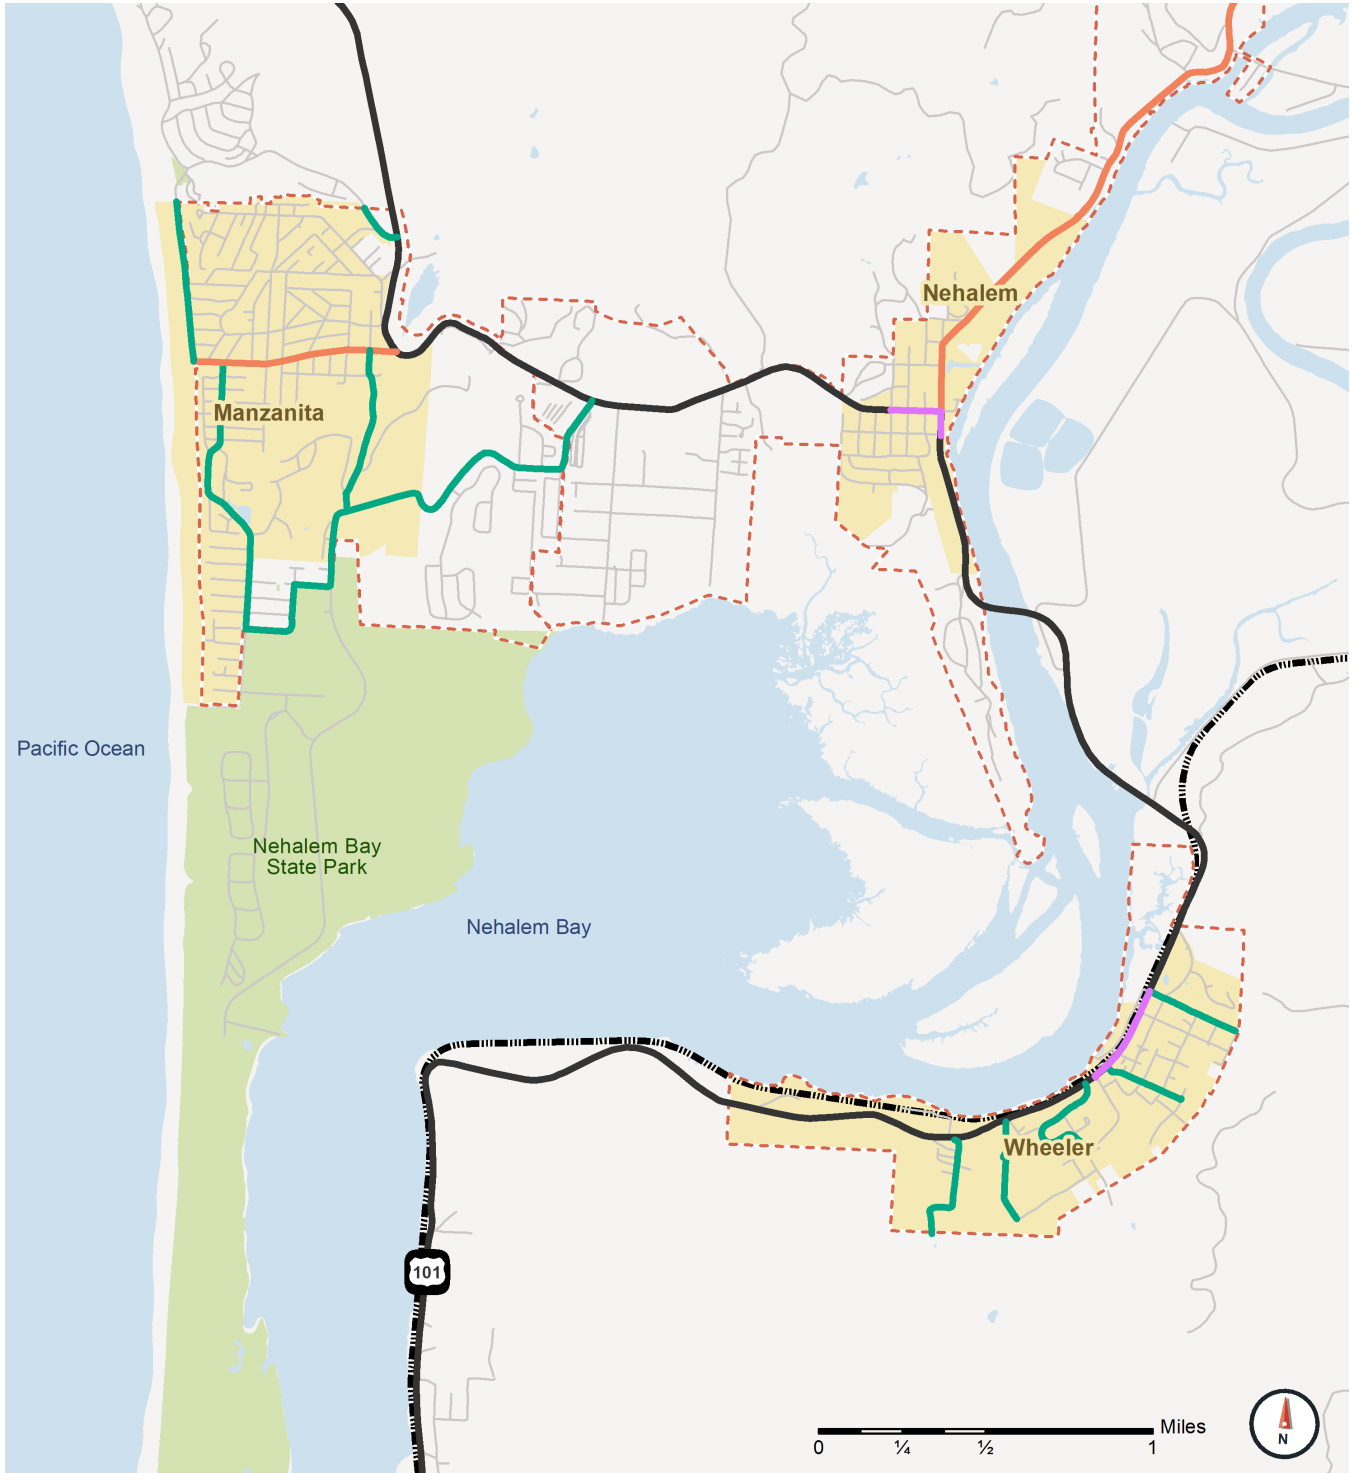 Nehalem
Manzanita
Pacific Ocean
Nehalem Bay
State Park
Nehalem Bay
Wheeler
101
Miles
0 ¼ ½ 1
N